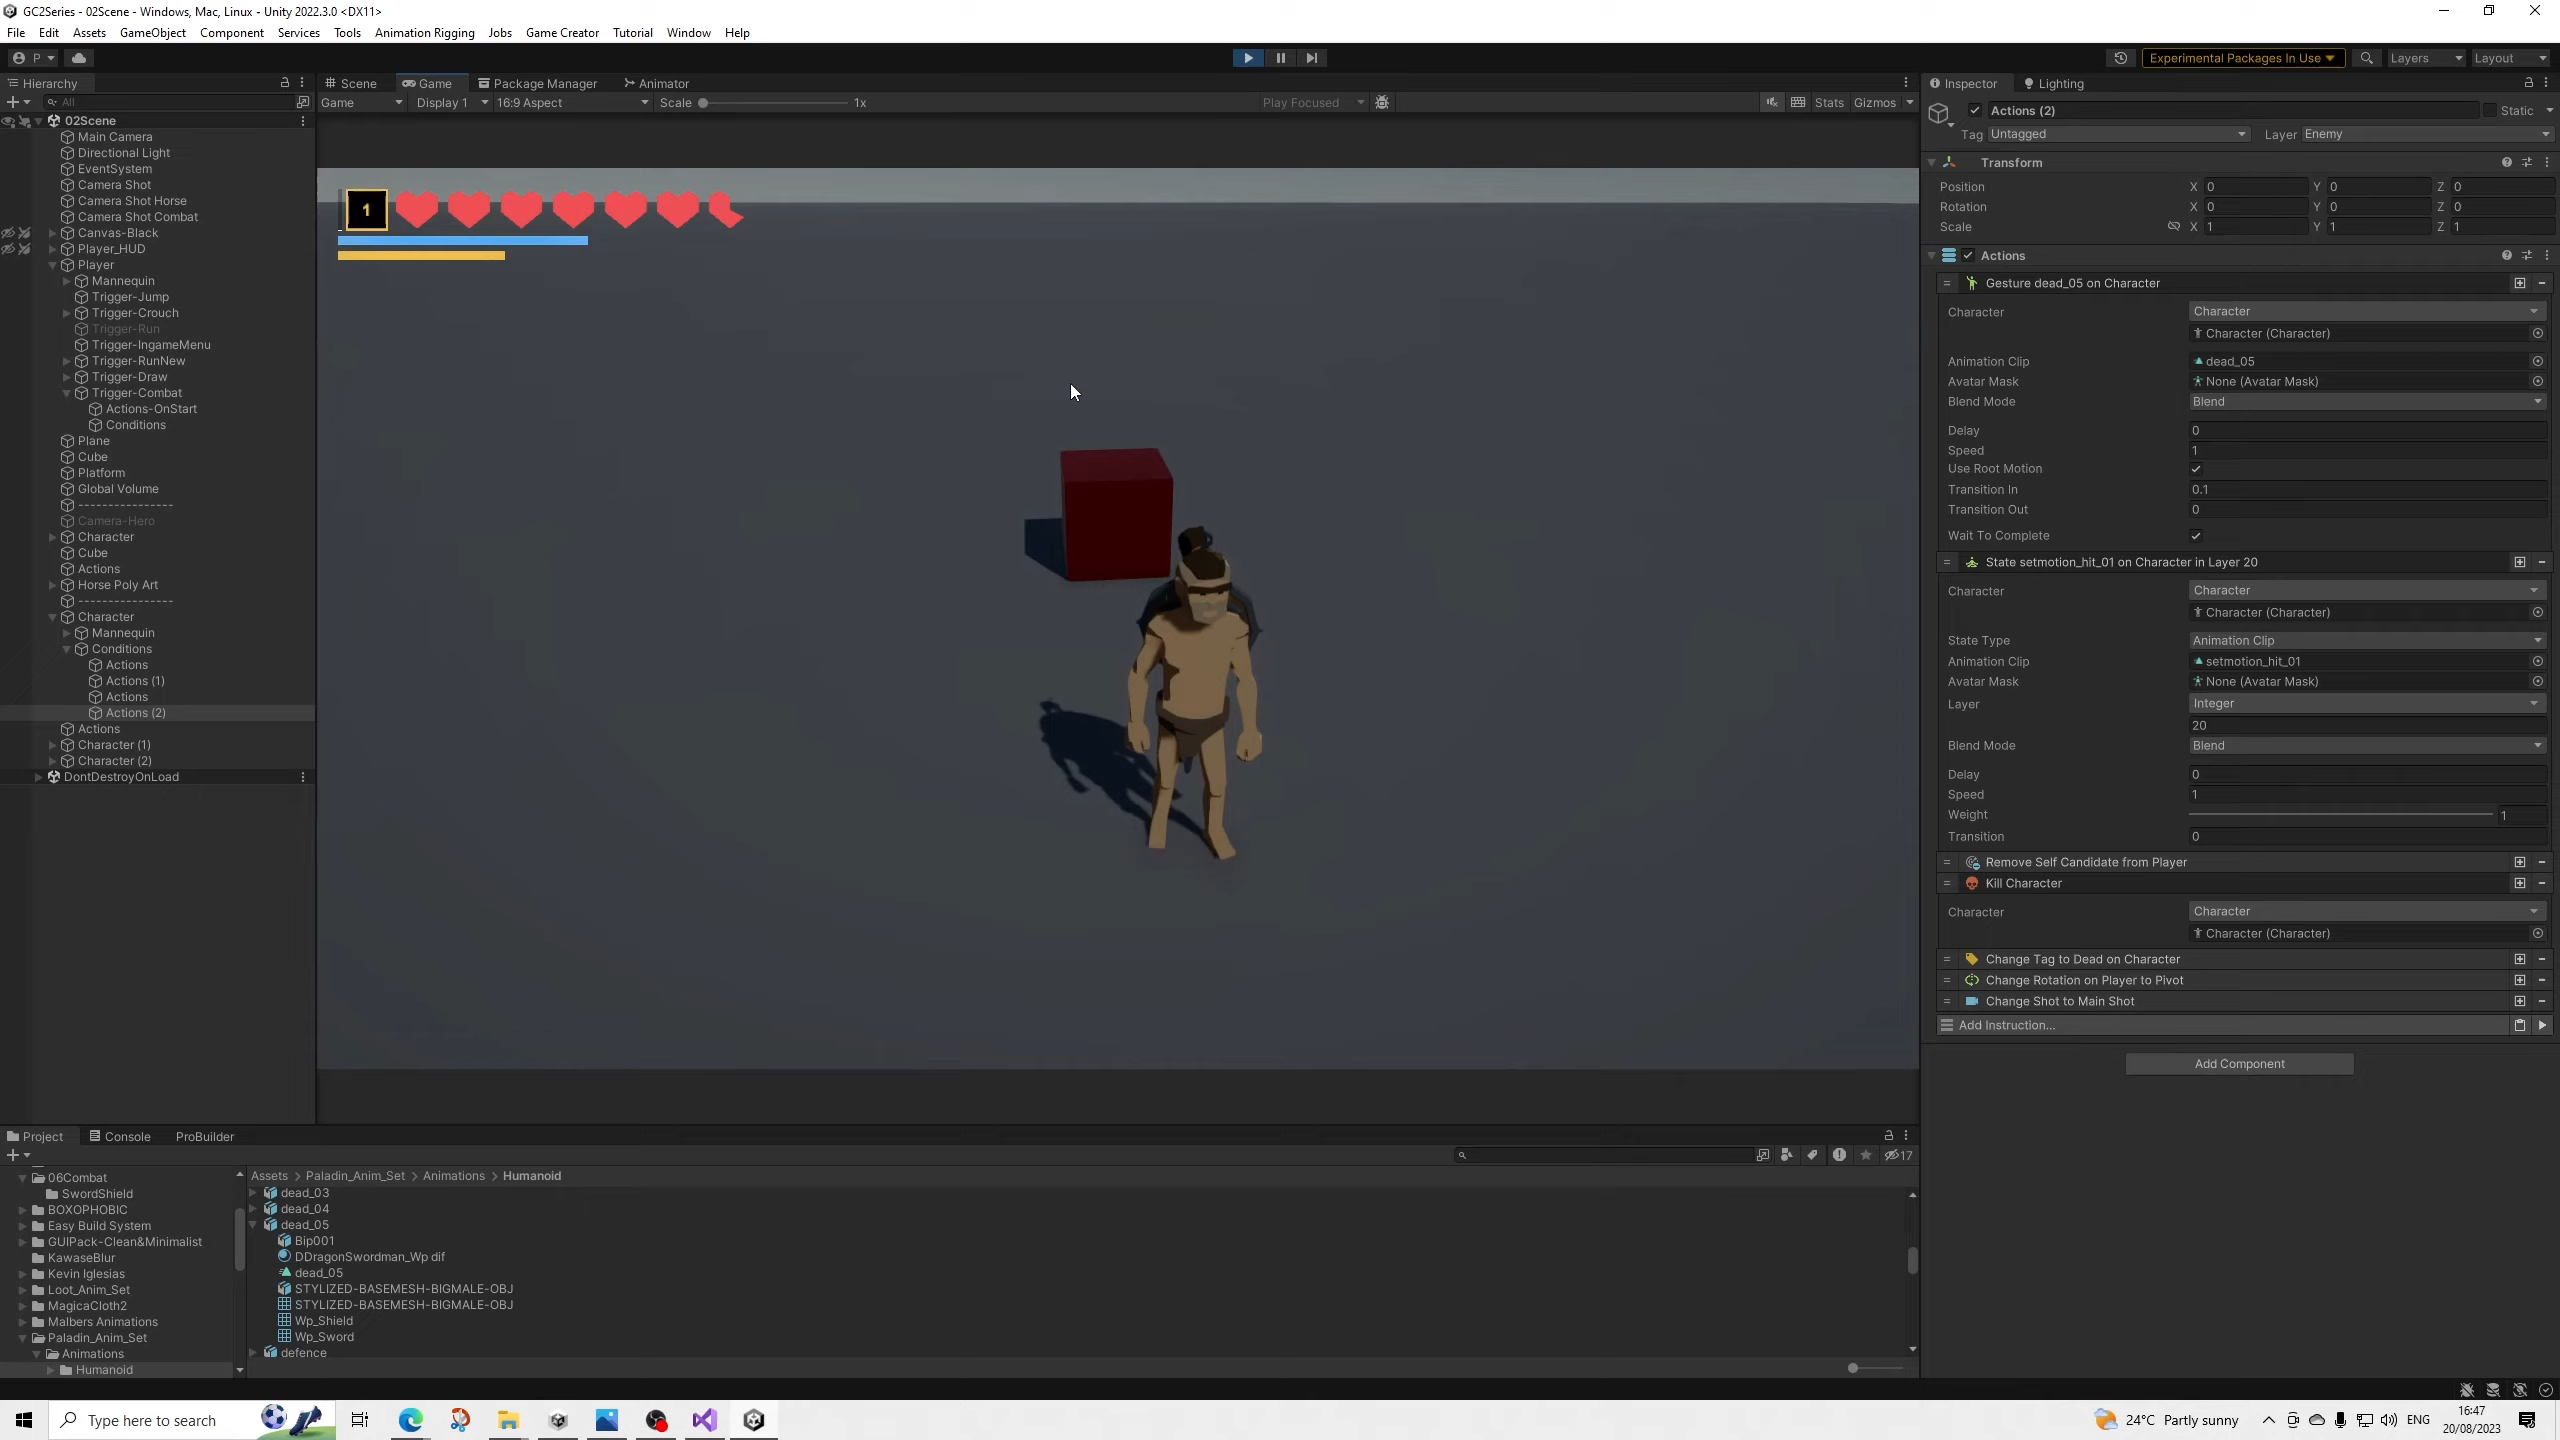 GC2Series - 02Scene - Windows, Mac, Linux - Unity 2022.3.0 <DX11>
File Edit Assets GameObject Component Services Tools Animation Rigging Jobs Game Creator Tutorial Window Help
P Experimental Packages In Use Layers Layout
Hierarchy
All
02Scene
Main Camera
Directional Light
EventSystem
Camera Shot
Camera Shot Horse
Camera Shot Combat
Canvas-Black
Player_HUD
Player
Mannequin
Trigger-Jump
Trigger-Crouch
Trigger-Run
Trigger-IngameMenu
Trigger-RunNew
Trigger-Draw
Trigger-Combat
Actions-OnStart
Conditions
Plane
Cube
Platform
Global Volume
----------------
Camera-Hero
Character
Cube
Actions
Horse Poly Art
----------------
Character
Mannequin
Conditions
Actions
Actions (1)
Actions
Actions (2)
Actions
Character (1)
Character (2)
DontDestroyOnLoad
Scene Game Package Manager Animator
Game Display 1 16:9 Aspect Scale 1x Play Focused Stats Gizmos
1
Inspector Lighting
Actions (2) Static
Tag Untagged Layer Enemy
Transform
Position X 0 Y 0 Z 0
Rotation X 0 Y 0 Z 0
Scale X 1 Y 1 Z 1
Actions
Gesture dead_05 on Character
Character Character
Character (Character)
Animation Clip dead_05
Avatar Mask None (Avatar Mask)
Blend Mode Blend
Delay 0
Speed 1
Use Root Motion
Transition In 0.1
Transition Out 0
Wait To Complete
State setmotion_hit_01 on Character in Layer 20
Character Character
Character (Character)
State Type Animation Clip
Animation Clip setmotion_hit_01
Avatar Mask None (Avatar Mask)
Layer Integer
20
Blend Mode Blend
Delay 0
Speed 1
Weight 1
Transition 0
Remove Self Candidate from Player
Kill Character
Character Character
Character (Character)
Change Tag to Dead on Character
Change Rotation on Player to Pivot
Change Shot to Main Shot
Add Instruction...
Add Component
Project Console ProBuilder
17
06Combat
SwordShield
BOXOPHOBIC
Easy Build System
GUIPack-Clean&Minimalist
KawaseBlur
Kevin Iglesias
Loot_Anim_Set
MagicaCloth2
Malbers Animations
Paladin_Anim_Set
Animations
Humanoid
Assets > Paladin_Anim_Set > Animations > Humanoid
dead_03
dead_04
dead_05
Bip001
DDragonSwordman_Wp dif
dead_05
STYLIZED-BASEMESH-BIGMALE-OBJ
STYLIZED-BASEMESH-BIGMALE-OBJ
Wp_Shield
Wp_Sword
defence
Type here to search
24°C Partly sunny
ENG
16:47
20/08/2023